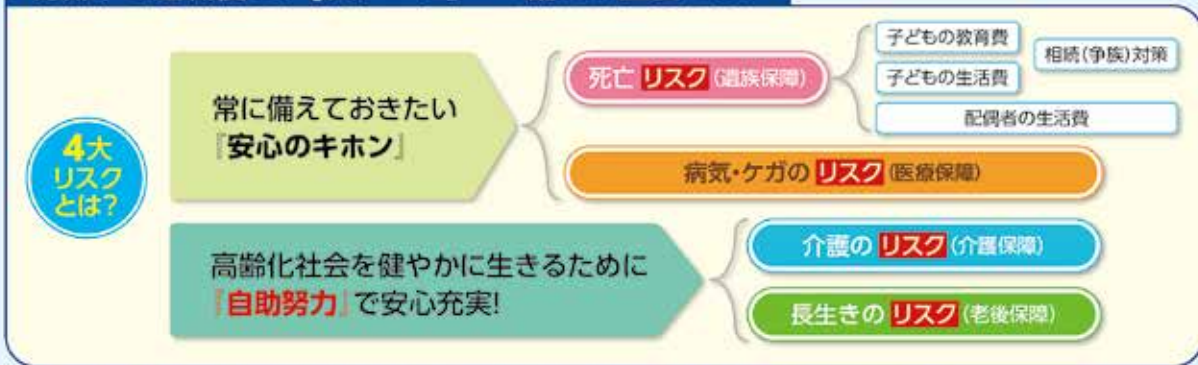 4大
リスク
とは?
常に備えておきたい
『安心のキホン』
死亡 リスク (遺族保障)
子どもの教育費
子どもの生活費
相続(争族)対策
配偶者の生活費
病気・ケガの リスク (医療保障)
高齢化社会を健やかに生きるために
『自助努力』で安心充実!
介護の リスク (介護保障)
長生きの リスク (老後保障)